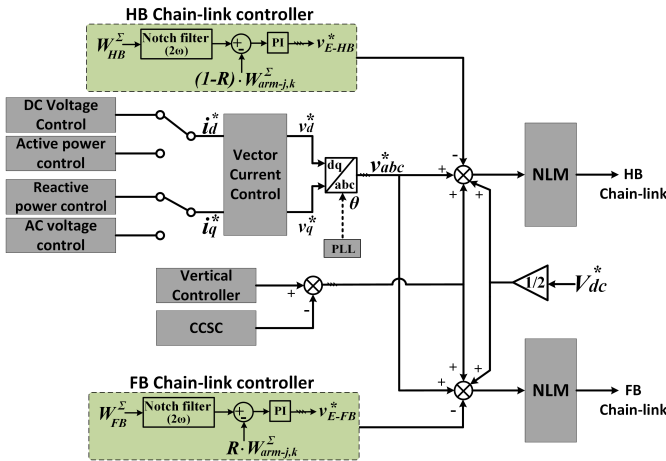 HB Chain-link controller
W_HB^Σ
Notch filter
(2ω)
+
-
PI
v*_E-HB
(1-R)·W^Σ_arm-j,k
DC Voltage
Control
Active power
control
Reactive
power control
AC voltage
control
i*_d
i*_q
Vector
Current
Control
v*_d
v*_q
dq
abc
θ
PLL
v*_abc
-
+
+
+
NLM
HB
Chain-link
Vertical
Controller
CCSC
+
-
1/2
V*_dc
+
+
+
-
NLM
FB
Chain-link
FB Chain-link controller
W_FB^Σ
Notch filter
(2ω)
+
-
PI
v*_E-FB
R·W^Σ_arm-j,k